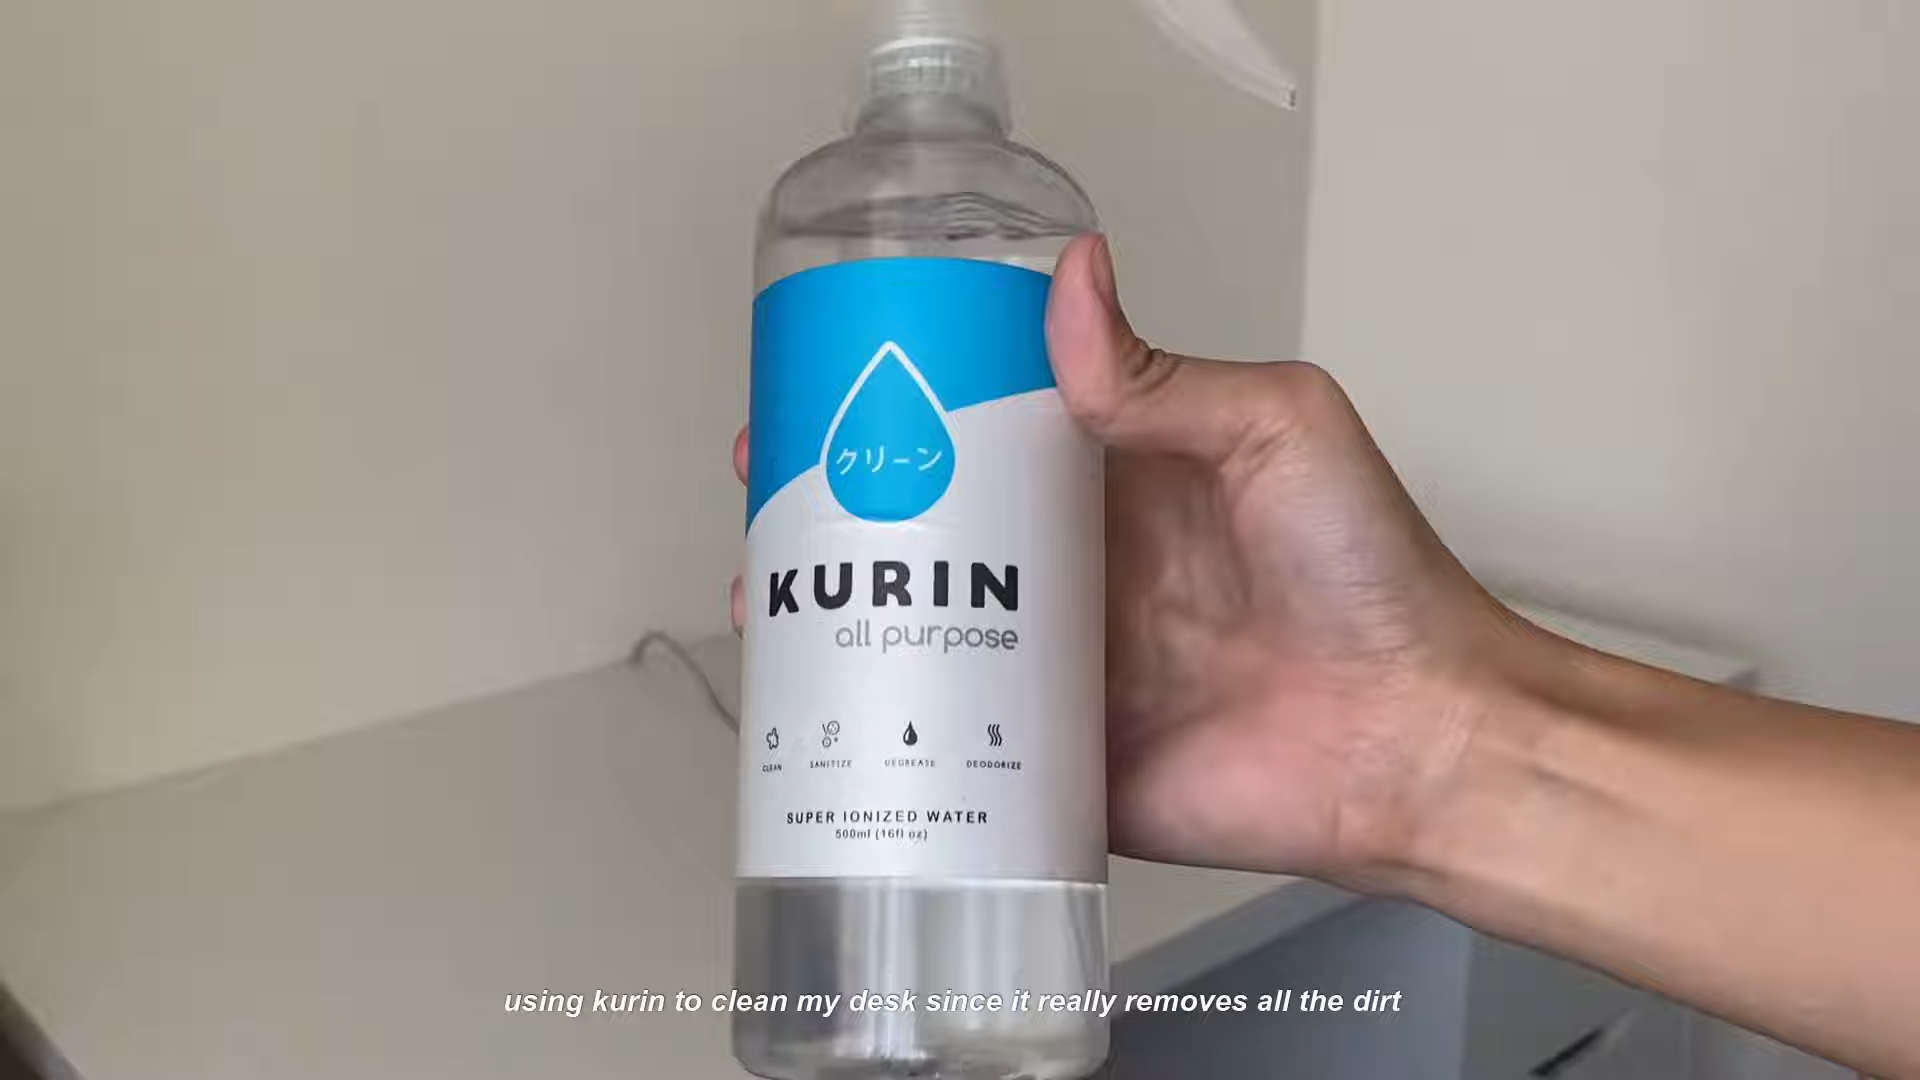 クリーン
KURIN
all purpose
CLEAN SANITIZE DEGREASE DEODORIZE
SUPER IONIZED WATER
500ml (16fl oz)
using kurin to clean my desk since it really removes all the dirt